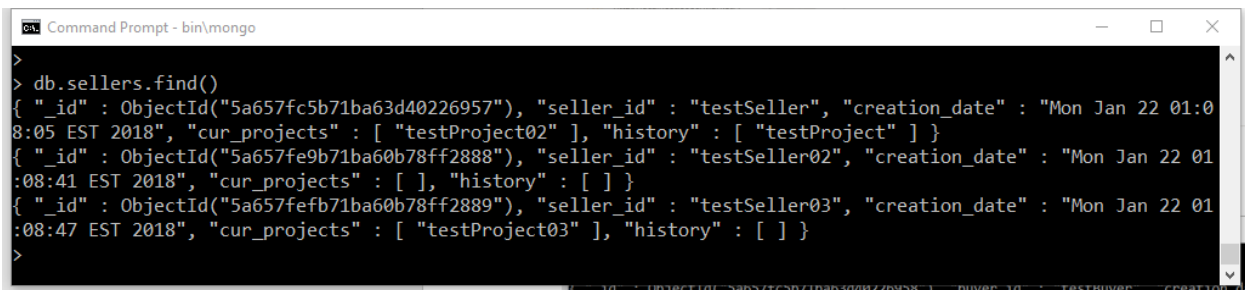 Command Prompt - bin\mongo
>
> db.sellers.find()
{ "_id" : ObjectId("5a657fc5b71ba63d40226957"), "seller_id" : "testSeller", "creation_date" : "Mon Jan 22 01:0
8:05 EST 2018", "cur_projects" : [ "testProject02" ], "history" : [ "testProject" ] }
{ "_id" : ObjectId("5a657fe9b71ba60b78ff2888"), "seller_id" : "testSeller02", "creation_date" : "Mon Jan 22 01
:08:41 EST 2018", "cur_projects" : [ ], "history" : [ ] }
{ "_id" : ObjectId("5a657fefb71ba60b78ff2889"), "seller_id" : "testSeller03", "creation_date" : "Mon Jan 22 01
:08:47 EST 2018", "cur_projects" : [ "testProject03" ], "history" : [ ] }
>